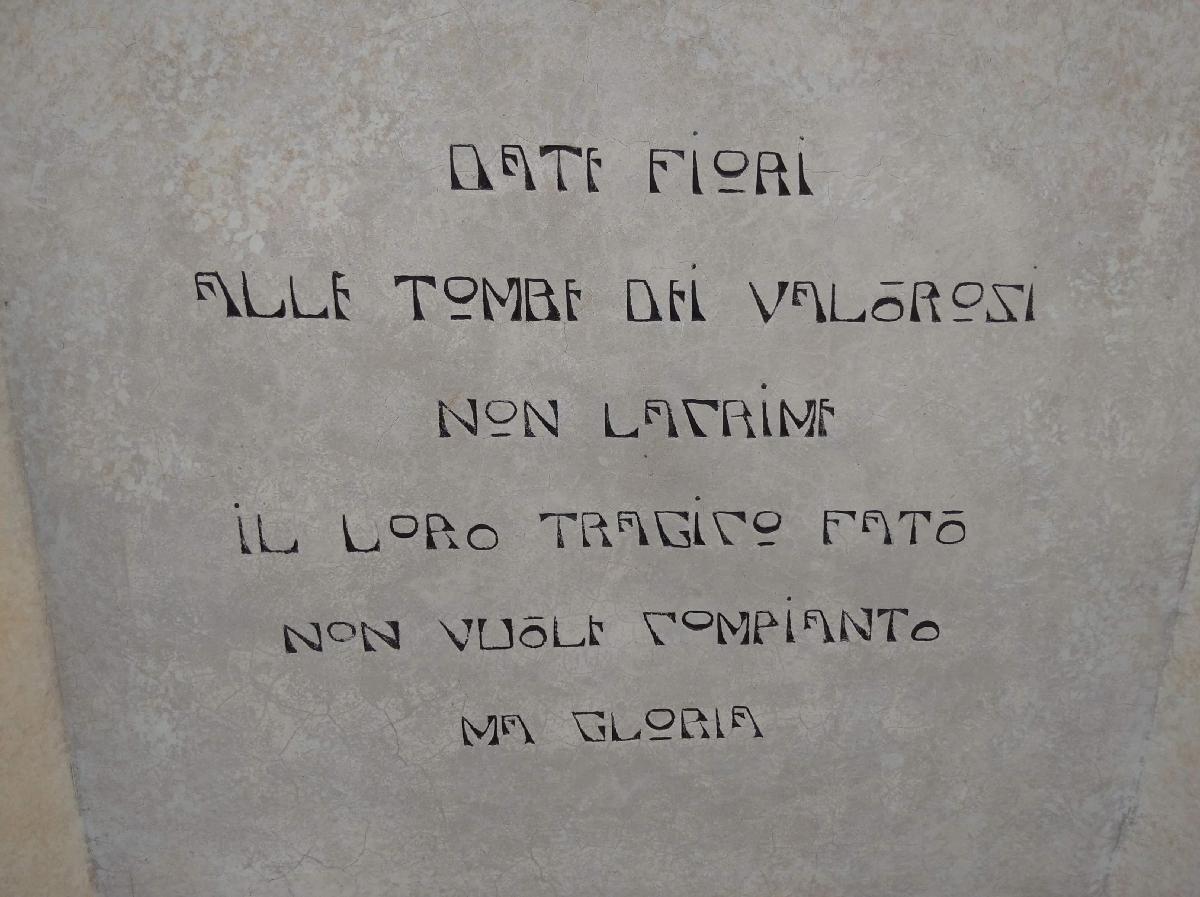 DATE FIORI
ALLE TOMBE DEI VALOROSI
NON LACRIME
IL LORO TRAGICO FATO
NON VUOLE COMPIANTO
MA GLORIA